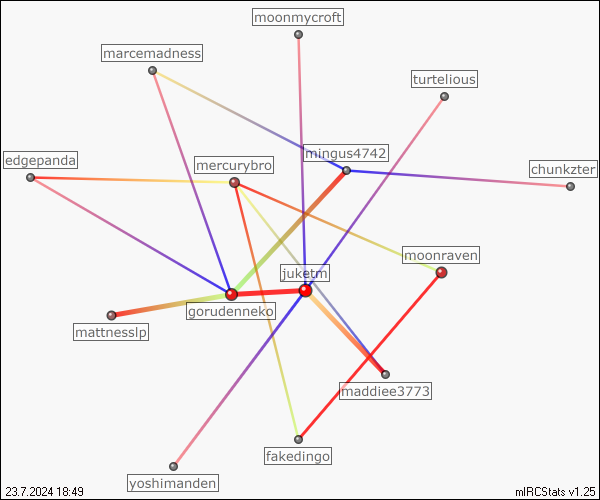 moonmycroft
marcemadness
turtelious
mingus4742
edgepanda
mercurybro
chunkzter
moonraven
juketm
gorudenneko
mattnesslp
maddiee3773
fakedingo
yoshimanden
23.7.2024 18:49
mIRCStats v1.25